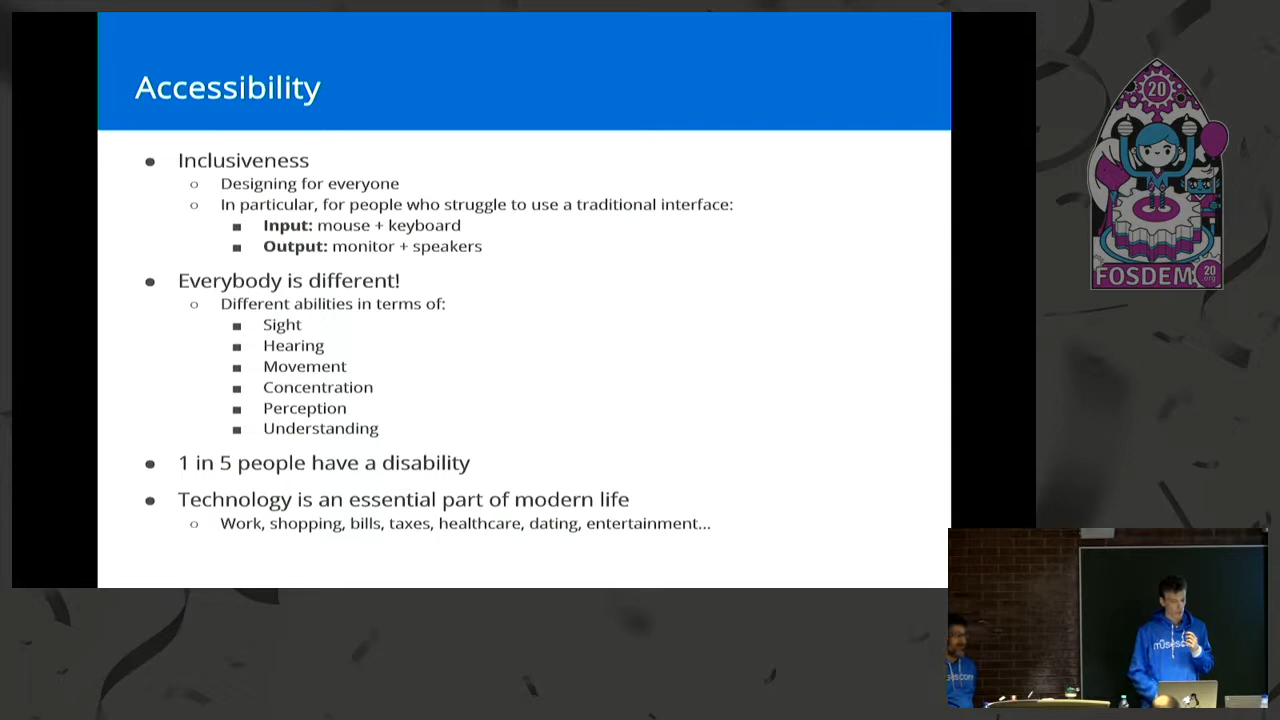 Accessibility
Inclusiveness
Designing for everyone
In particular, for people who struggle to use a traditional interface:
Input: mouse + keyboard
Output: monitor + speakers
Everybody is different!
Different abilities in terms of:
Sight
Hearing
Movement
Concentration
Perception
Understanding
1 in 5 people have a disability
Technology is an essential part of modern life
Work, shopping, bills, taxes, healthcare, dating, entertainment...
20
FOSDEM
20
.org